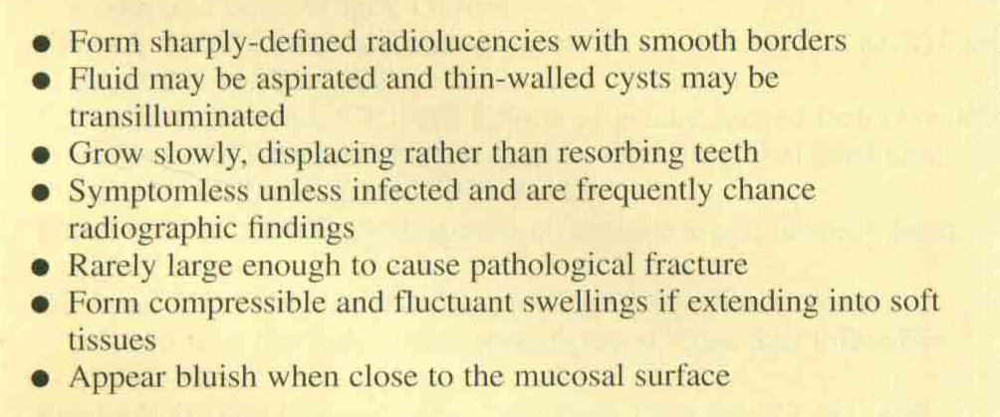 ● Form sharply-defined radiolucencies with smooth borders
● Fluid may be aspirated and thin-walled cysts may be
transilluminated
● Grow slowly, displacing rather than resorbing teeth
● Symptomless unless infected and are frequently chance
radiographic findings
● Rarely large enough to cause pathological fracture
● Form compressible and fluctuant swellings if extending into soft
tissues
● Appear bluish when close to the mucosal surface